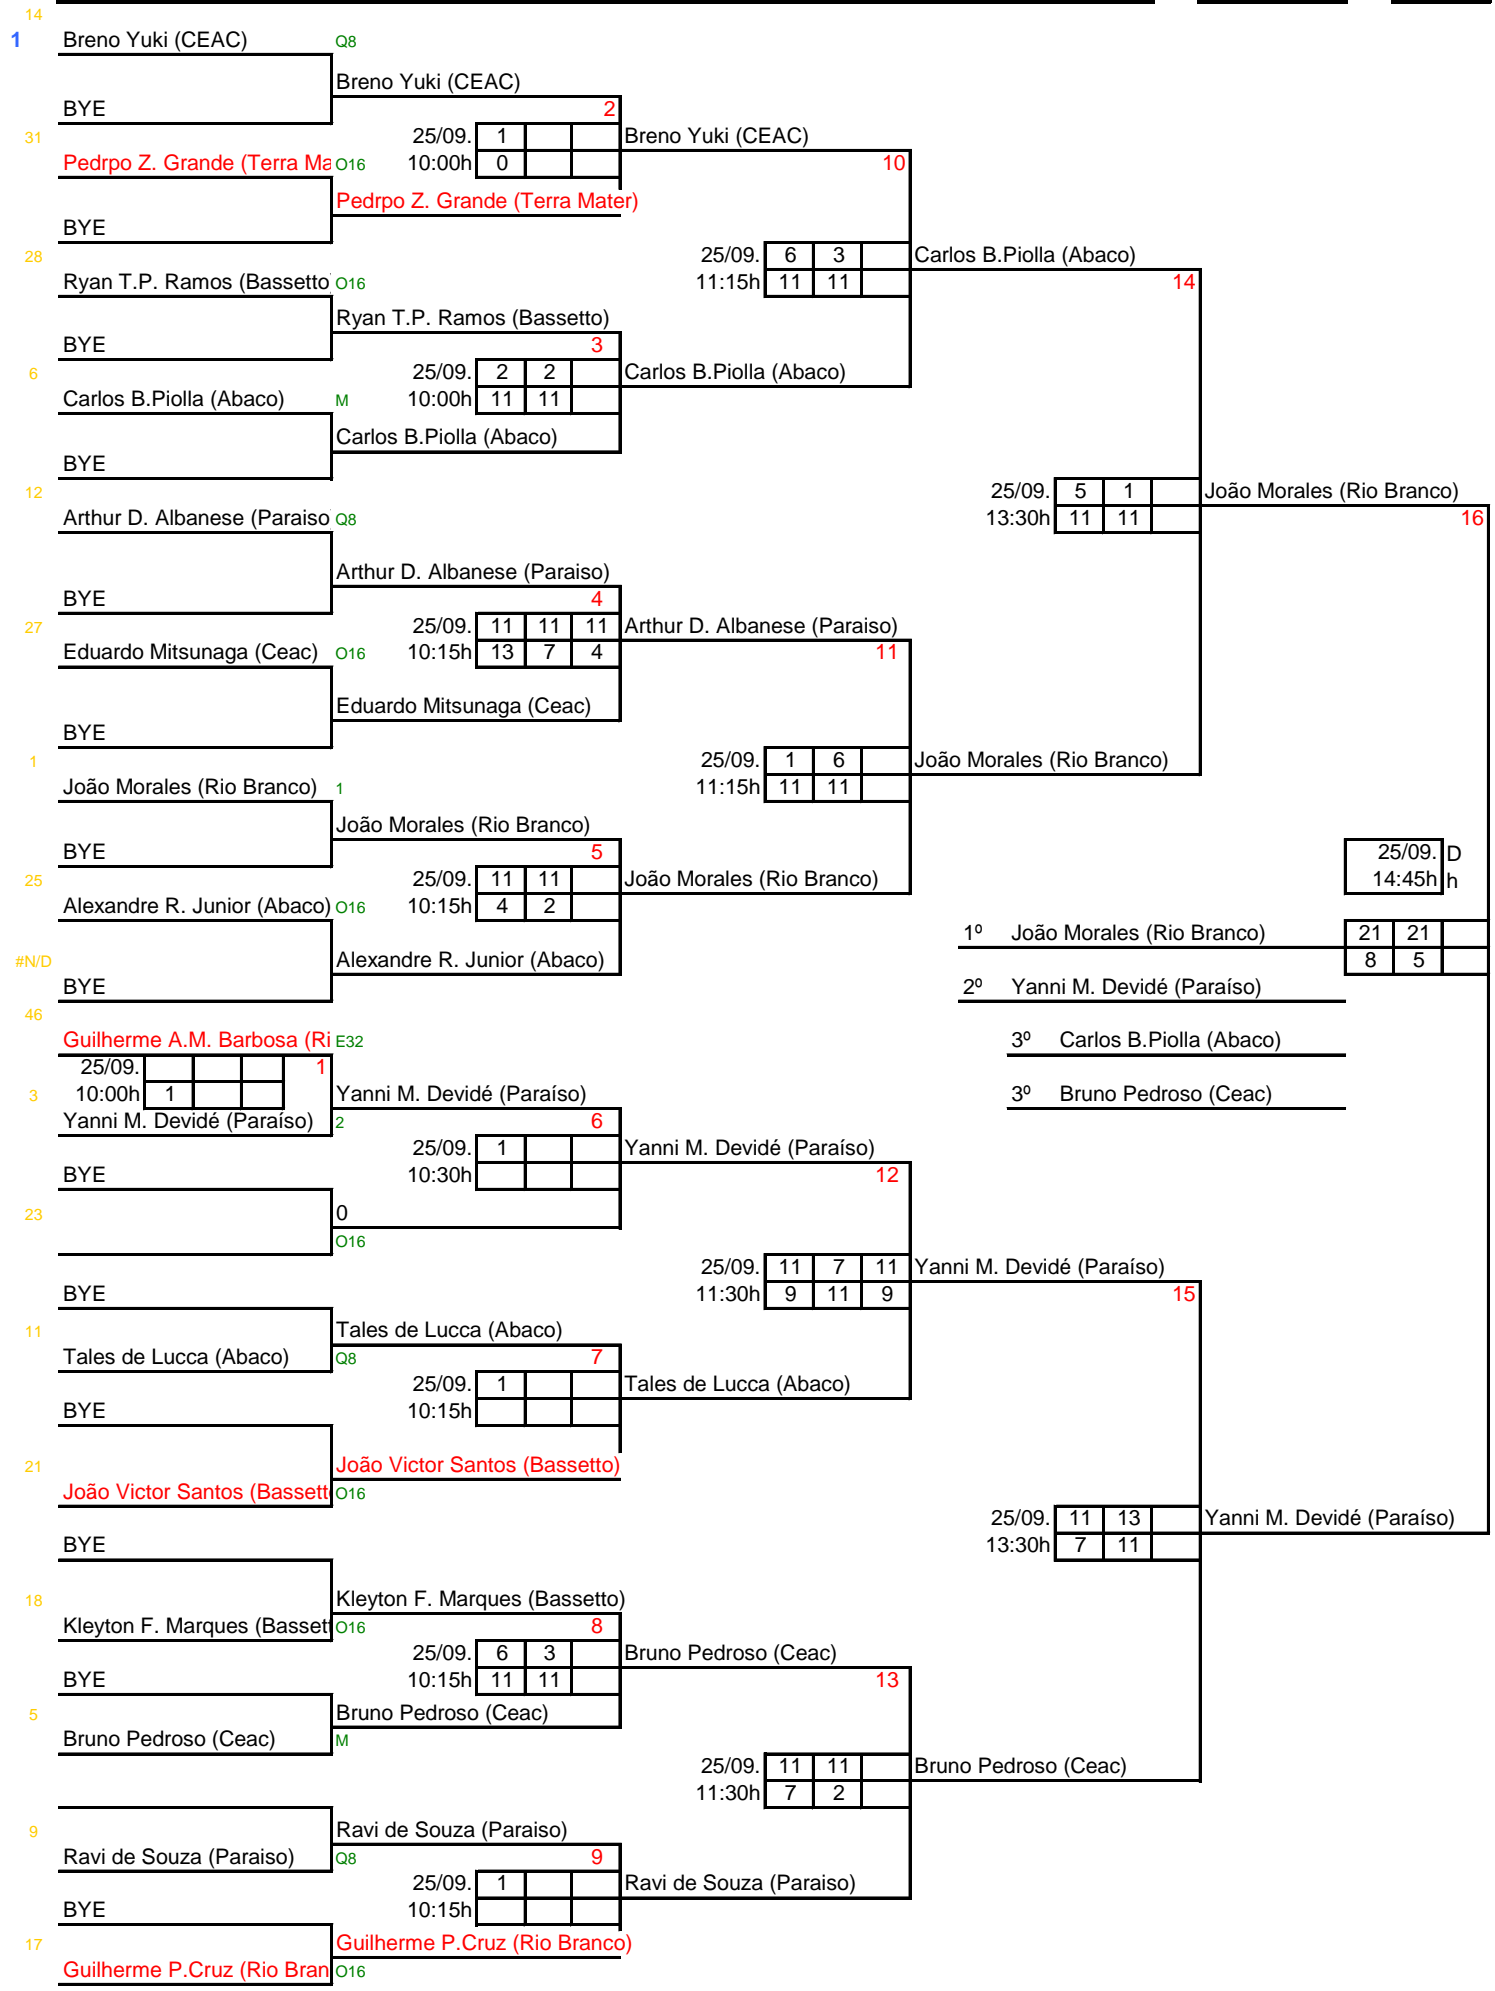 14
1 Breno Yuki (CEAC) Q8
Breno Yuki (CEAC)
BYE 2
31 25/09. 1 Breno Yuki (CEAC)
Pedrpo Z. Grande (Terra Ma O16 10:00h 0 10
Pedrpo Z. Grande (Terra Mater)
BYE
28 25/09. 6 3 Carlos B.Piolla (Abaco)
Ryan T.P. Ramos (Bassetto O16 11:15h 11 11 14
Ryan T.P. Ramos (Bassetto)
BYE 3
6 25/09. 2 2 Carlos B.Piolla (Abaco)
Carlos B.Piolla (Abaco) M 10:00h 11 11
Carlos B.Piolla (Abaco)
BYE
12 25/09. 5 1 João Morales (Rio Branco)
Arthur D. Albanese (Paraiso Q8 13:30h 11 11 16
Arthur D. Albanese (Paraiso)
BYE 4
27 25/09. 11 11 11 Arthur D. Albanese (Paraiso)
Eduardo Mitsunaga (Ceac) O16 10:15h 13 7 4 11
Eduardo Mitsunaga (Ceac)
BYE
1 25/09. 1 6 João Morales (Rio Branco)
João Morales (Rio Branco) 1 11:15h 11 11
João Morales (Rio Branco)
BYE 5 25/09. D
25 25/09. 11 11 João Morales (Rio Branco) 14:45h h
Alexandre R. Junior (Abaco) O16 10:15h 4 2
1º João Morales (Rio Branco) 21 21
#N/D Alexandre R. Junior (Abaco) 8 5
BYE 2º Yanni M. Devidé (Paraíso)
46
Guilherme A.M. Barbosa (Ri E32 3º Carlos B.Piolla (Abaco)
25/09. 1
3 10:00h 1 Yanni M. Devidé (Paraíso) 3º Bruno Pedroso (Ceac)
Yanni M. Devidé (Paraíso) 2 6
25/09. 1 Yanni M. Devidé (Paraíso)
BYE 10:30h 12
23 0
O16
25/09. 11 7 11 Yanni M. Devidé (Paraíso)
BYE 11:30h 9 11 9 15
11 Tales de Lucca (Abaco)
Tales de Lucca (Abaco) Q8 7
25/09. 1 Tales de Lucca (Abaco)
BYE 10:15h
21 João Victor Santos (Bassetto)
João Victor Santos (Bassett O16
25/09. 11 13 Yanni M. Devidé (Paraíso)
BYE 13:30h 7 11
18 Kleyton F. Marques (Bassetto)
Kleyton F. Marques (Basset O16 8
25/09. 6 3 Bruno Pedroso (Ceac)
BYE 10:15h 11 11 13
5 Bruno Pedroso (Ceac)
Bruno Pedroso (Ceac) M
25/09. 11 11 Bruno Pedroso (Ceac)
11:30h 7 2
9 Ravi de Souza (Paraiso)
Ravi de Souza (Paraiso) Q8 9
25/09. 1 Ravi de Souza (Paraiso)
BYE 10:15h
17 Guilherme P.Cruz (Rio Branco)
Guilherme P.Cruz (Rio Bran O16